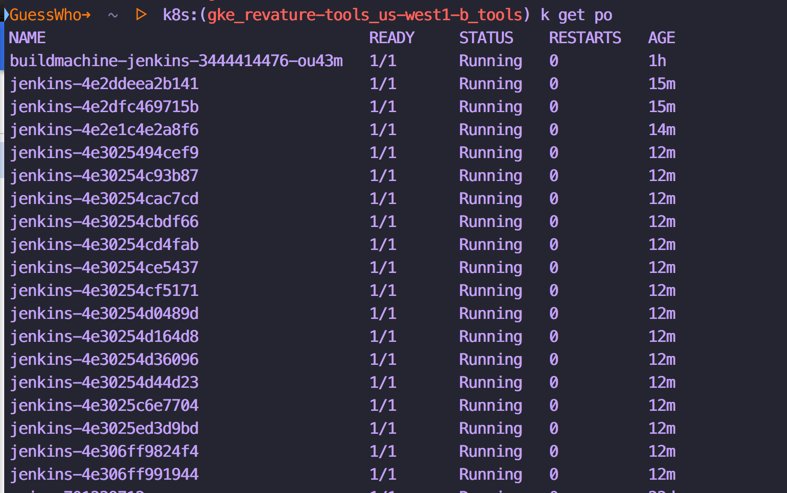 GuessWho→ ~ ▷ k8s:(gke_revature-tools_us-west1-b_tools) k get po
NAME READY STATUS RESTARTS AGE
buildmachine-jenkins-3444414476-ou43m 1/1 Running 0 1h
jenkins-4e2ddeea2b141 1/1 Running 0 15m
jenkins-4e2dfc469715b 1/1 Running 0 15m
jenkins-4e2e1c4e2a8f6 1/1 Running 0 14m
jenkins-4e3025494cef9 1/1 Running 0 12m
jenkins-4e30254c93b87 1/1 Running 0 12m
jenkins-4e30254cac7cd 1/1 Running 0 12m
jenkins-4e30254cbdf66 1/1 Running 0 12m
jenkins-4e30254cd4fab 1/1 Running 0 12m
jenkins-4e30254ce5437 1/1 Running 0 12m
jenkins-4e30254cf5171 1/1 Running 0 12m
jenkins-4e30254d0489d 1/1 Running 0 12m
jenkins-4e30254d164d8 1/1 Running 0 12m
jenkins-4e30254d36096 1/1 Running 0 12m
jenkins-4e30254d44d23 1/1 Running 0 12m
jenkins-4e3025c6e7704 1/1 Running 0 12m
jenkins-4e3025ed3d9bd 1/1 Running 0 12m
jenkins-4e306ff9824f4 1/1 Running 0 12m
jenkins-4e306ff991944 1/1 Running 0 12m